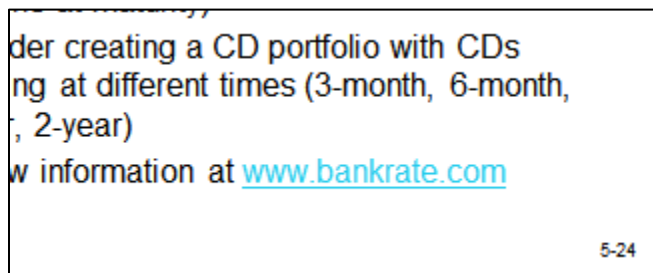 der creating a CD portfolio with CDs
ng at different times (3-month, 6-month,
, 2-year)
w information at www.bankrate.com
5-24